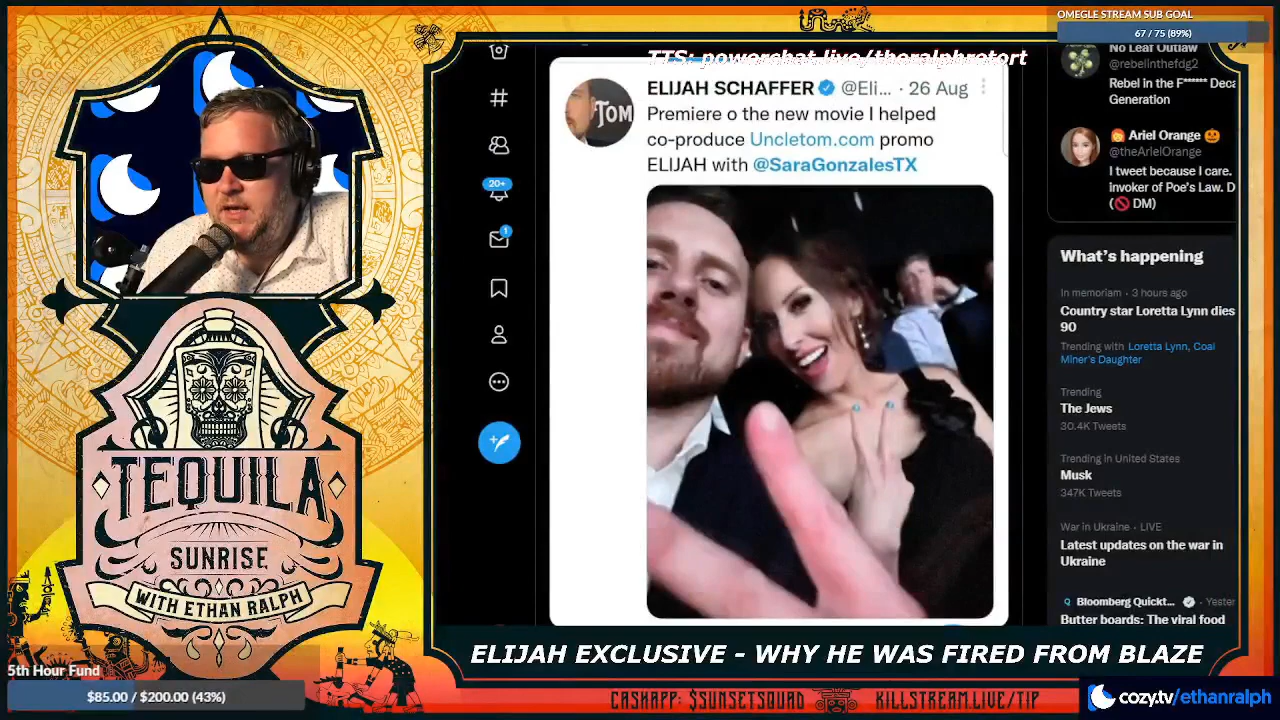 OMEGLE STREAM SUB GOAL
67 / 75 (89%)
TTS: powerchat.live/theralphretort
TOM
ELIJAH SCHAFFER @Eli... · 26 Aug
Premiere o the new movie I helped
co-produce Uncletom.com promo
ELIJAH with @SaraGonzalesTX
20+
1
No Leaf Outlaw
@rebelinthefdg2
Rebel in the F****** Deca
Generation
Ariel Orange
@theArielOrange
I tweet because I care.
Invoker of Poe's Law. D
(🚫 DM)
What's happening
In memoriam · 3 hours ago
Country star Loretta Lynn dies
90
Trending with Loretta Lynn, Coal
Miner's Daughter
Trending
The Jews
30.4K Tweets
Trending in United States
Musk
347K Tweets
War in Ukraine · LIVE
Latest updates on the war in
Ukraine
Bloomberg Quickt... · Yester
Butter boards: The viral food
TEQUILA
SUNRISE
WITH ETHAN RALPH
5th Hour Fund
$85.00 / $200.00 (43%)
ELIJAH EXCLUSIVE - WHY HE WAS FIRED FROM BLAZE
CASHAPP: $SUNSETSQUAD
KILLSTREAM.LIVE/TIP
cozy.tv/ethanralph